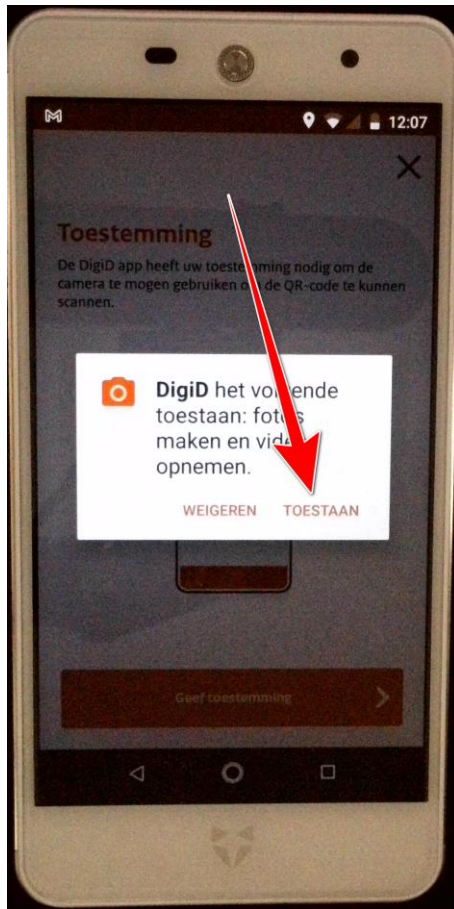 12:07
Toestemming
De DigiD app heeft uw toestemming nodig om de
camera te mogen gebruiken om de QR-code te kunnen
scannen.
DigiD het volgende
toestaan: foto's
maken en video
opnemen.
WEIGEREN TOESTAAN
Geef toestemming